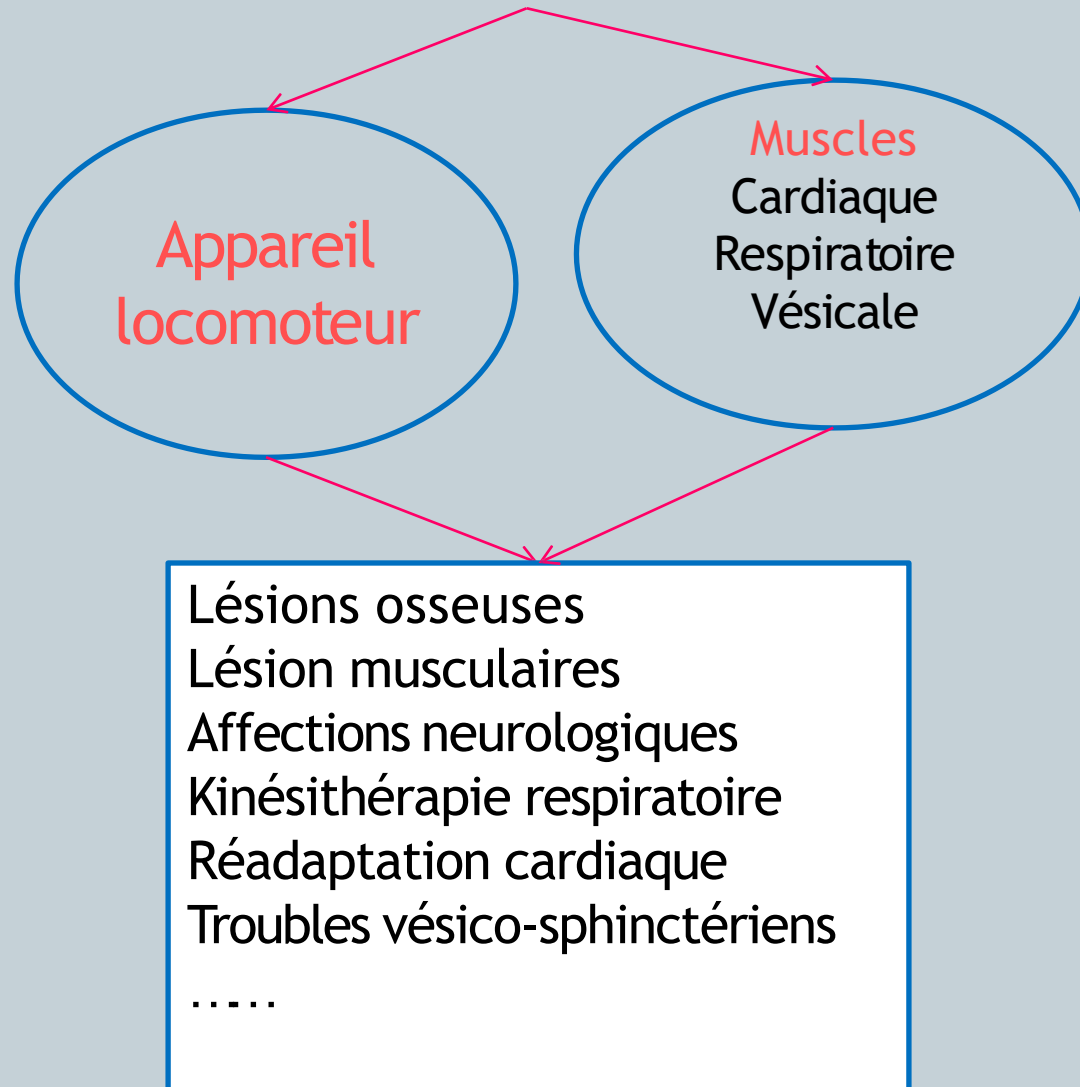 Appareil
locomoteur
Muscles
Cardiaque
Respiratoire
Vésicale
Lésions osseuses
Lésion musculaires
Affections neurologiques
Kinésithérapie respiratoire
Réadaptation cardiaque
Troubles vésico-sphinctériens
……